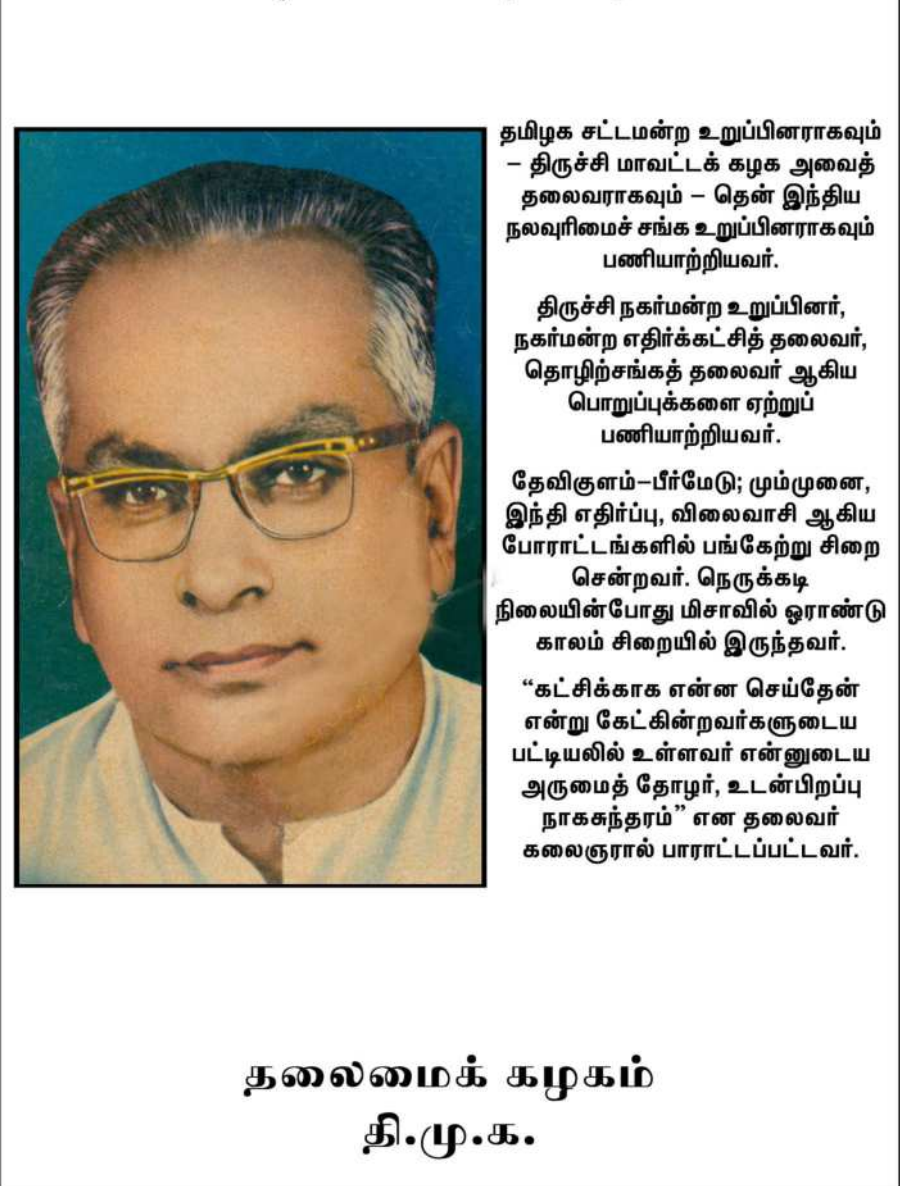 தமிழக சட்டமன்ற உறுப்பினராகவும்
– திருச்சி மாவட்டக் கழக அவைத்
தலைவராகவும் – தென் இந்திய
நலவுரிமைச் சங்க உறுப்பினராகவும்
பணியாற்றியவர்.
திருச்சி நகர்மன்ற உறுப்பினர்,
நகர்மன்ற எதிர்க்கட்சித் தலைவர்,
தொழிற்சங்கத் தலைவர் ஆகிய
பொறுப்புக்களை ஏற்றுப்
பணியாற்றியவர்.
தேவிகுளம்–பீர்மேடு; மும்முனை,
இந்தி எதிர்ப்பு, விலைவாசி ஆகிய
போராட்டங்களில் பங்கேற்று சிறை
சென்றவர். நெருக்கடி
நிலையின்போது மிசாவில் ஓராண்டு
காலம் சிறையில் இருந்தவர்.
“கட்சிக்காக என்ன செய்தேன்
என்று கேட்கின்றவர்களுடைய
பட்டியலில் உள்ளவர் என்னுடைய
அருமைத் தோழர், உடன்பிறப்பு
நாகசுந்தரம்” என தலைவர்
கலைஞரால் பாராட்டப்பட்டவர்.
தலைமைக் கழகம்
தி.மு.க.